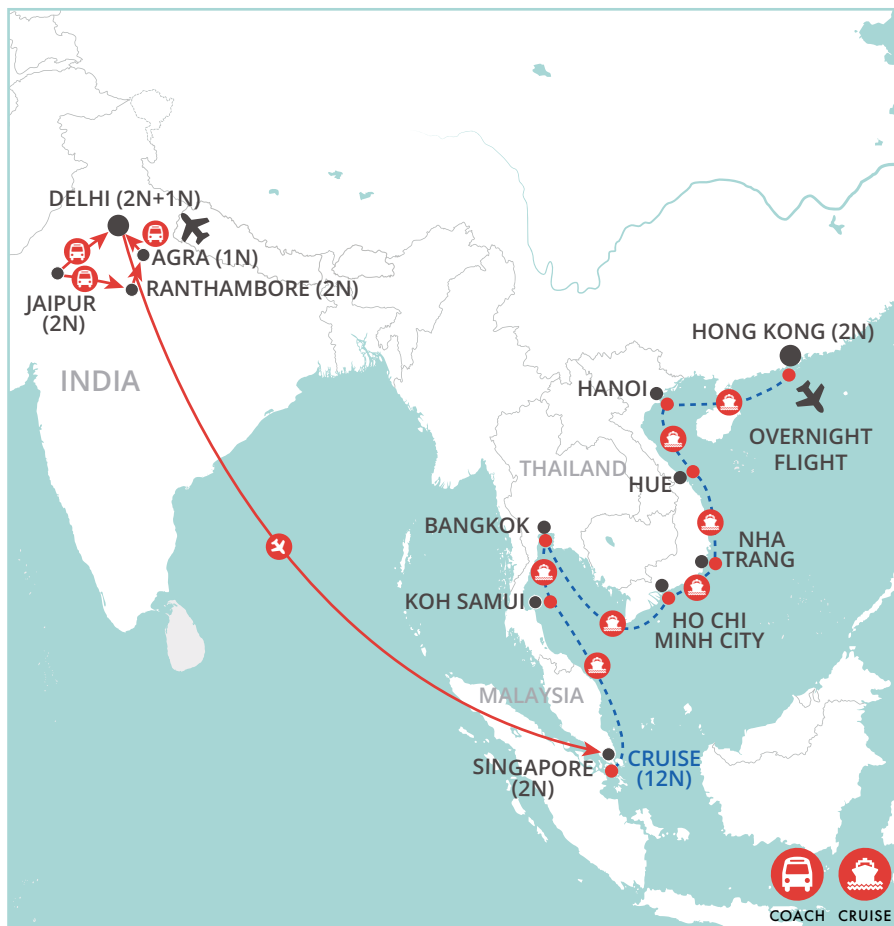 DELHI (2N+1N)
AGRA (1N)
JAIPUR
(2N)
RANTHAMBORE (2N)
INDIA
HONG KONG (2N)
HANOI
OVERNIGHT
FLIGHT
THAILAND
HUE
BANGKOK
NHA
TRANG
KOH SAMUI
HO CHI
MINH CITY
MALAYSIA
SINGAPORE
(2N)
CRUISE
(12N)
COACH
CRUISE